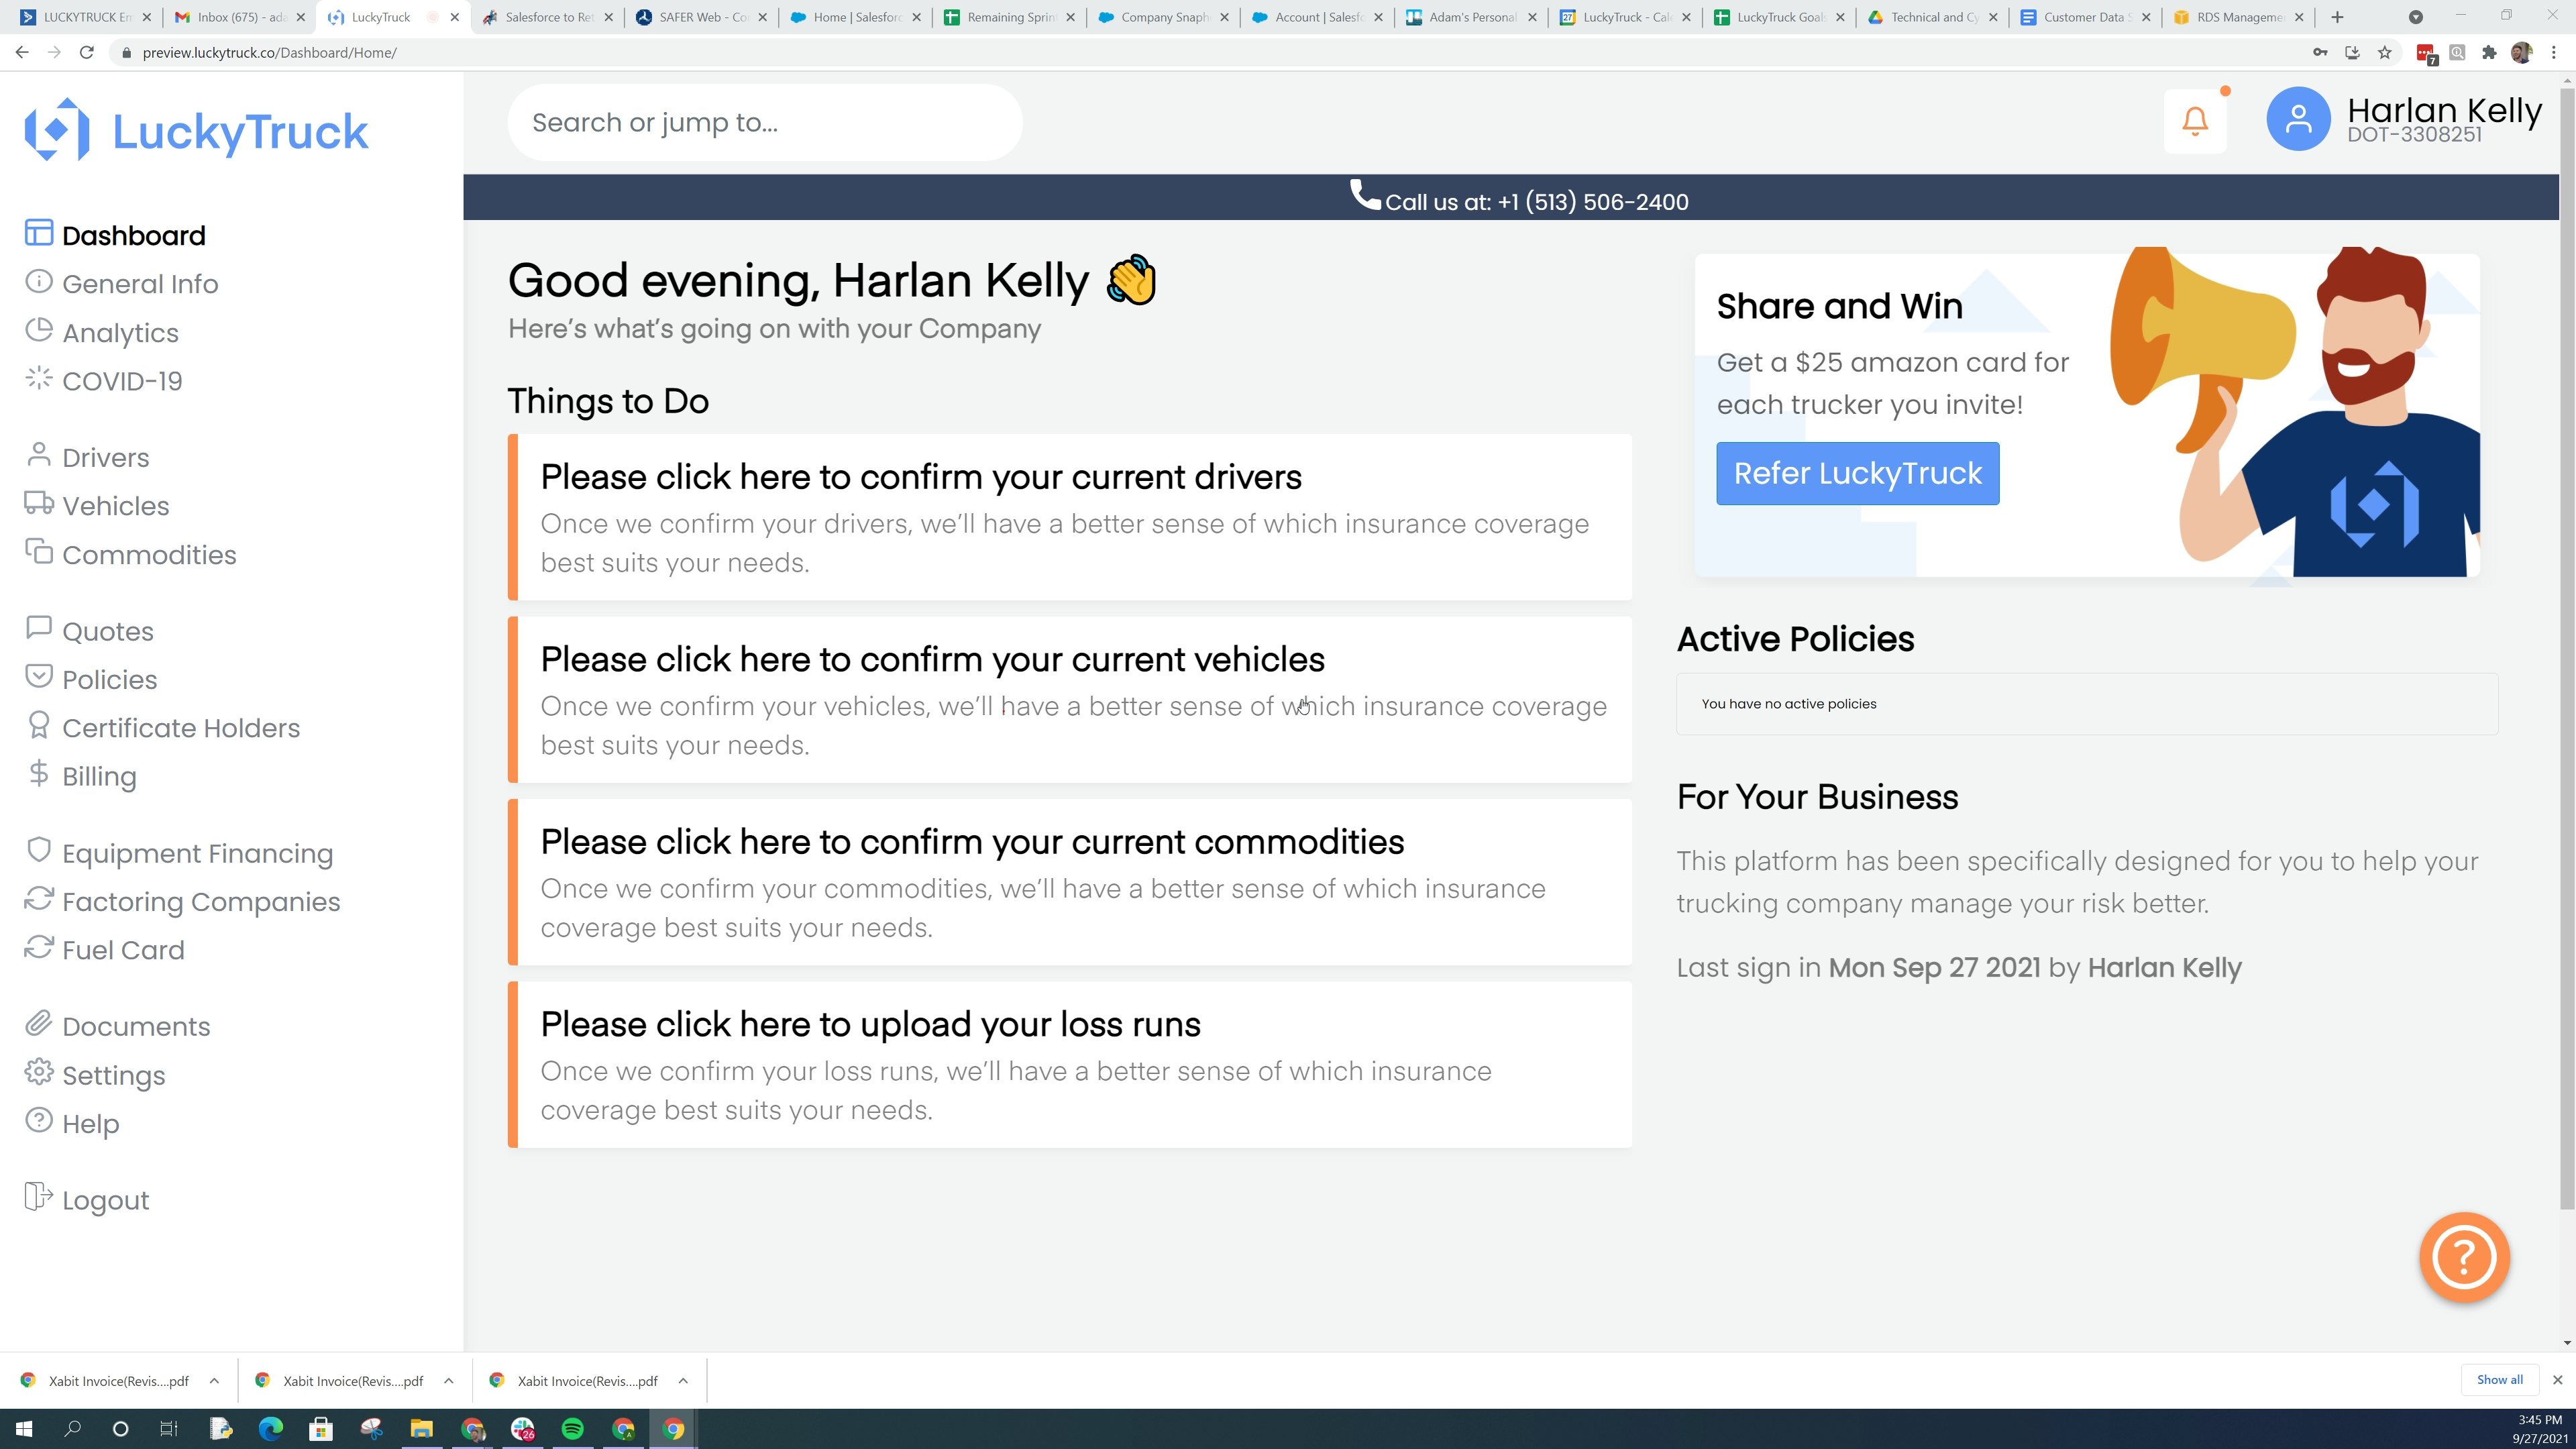 LUCKYTRUCK Em
Inbox (675) - ada
LuckyTruck
Salesforce to Ret
SAFER Web - Co
Home | Salesforc
Remaining Sprin
Company Snaph
Account | Salesf
Adam's Personal
LuckyTruck - Cal
LuckyTruck Goals
Technical and Cy
Customer Data S
RDS Manageme
preview.luckytruck.co/Dashboard/Home/
7
LuckyTruck
Search or jump to...
Harlan Kelly
DOT-3308251
Call us at: +1 (513) 506-2400
Dashboard
General Info
Analytics
COVID-19
Drivers
Vehicles
Commodities
Quotes
Policies
Certificate Holders
Billing
Equipment Financing
Factoring Companies
Fuel Card
Documents
Settings
Help
Logout
Good evening, Harlan Kelly 👋
Here's what's going on with your Company
Things to Do
Please click here to confirm your current drivers
Once we confirm your drivers, we'll have a better sense of which insurance coverage
best suits your needs.
Please click here to confirm your current vehicles
Once we confirm your vehicles, we'll have a better sense of which insurance coverage
best suits your needs.
Please click here to confirm your current commodities
Once we confirm your commodities, we'll have a better sense of which insurance
coverage best suits your needs.
Please click here to upload your loss runs
Once we confirm your loss runs, we'll have a better sense of which insurance
coverage best suits your needs.
Share and Win
Get a $25 amazon card for
each trucker you invite!
Refer LuckyTruck
Active Policies
You have no active policies
For Your Business
This platform has been specifically designed for you to help your
trucking company manage your risk better.
Last sign in Mon Sep 27 2021 by Harlan Kelly
?
Xabit Invoice(Revis....pdf
Xabit Invoice(Revis....pdf
Xabit Invoice(Revis....pdf
Show all
26
3:45 PM
9/27/2021